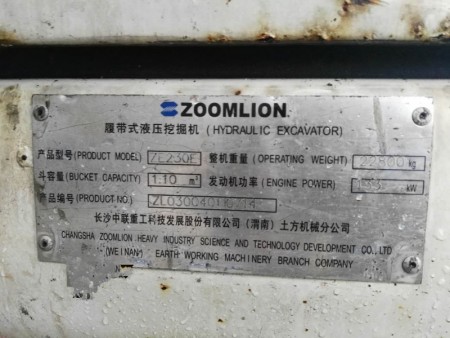 ZOOMLION
履带式液压挖掘机 (HYDRAULIC EXCAVATOR)
产品型号(PRODUCT MODEL) ZE230E 整机重量 (OPERATING WEIGHT) 22800 kg
斗容量(BUCKET CAPACITY) 1.10 m³ 发动机功率(ENGINE POWER) kW
产品编号(PRODUCT NO.)
长沙中联重工科技发展股份有限公司 (渭南) 土方机械分公司
CHANGSHA ZOOMLION HEAVY INDUSTRY SCIENCE AND TECHNOLOGY DEVELOPMENT CO., LTD
(WEINAN) EARTH WORKING MACHINERY BRANCH COMPANY